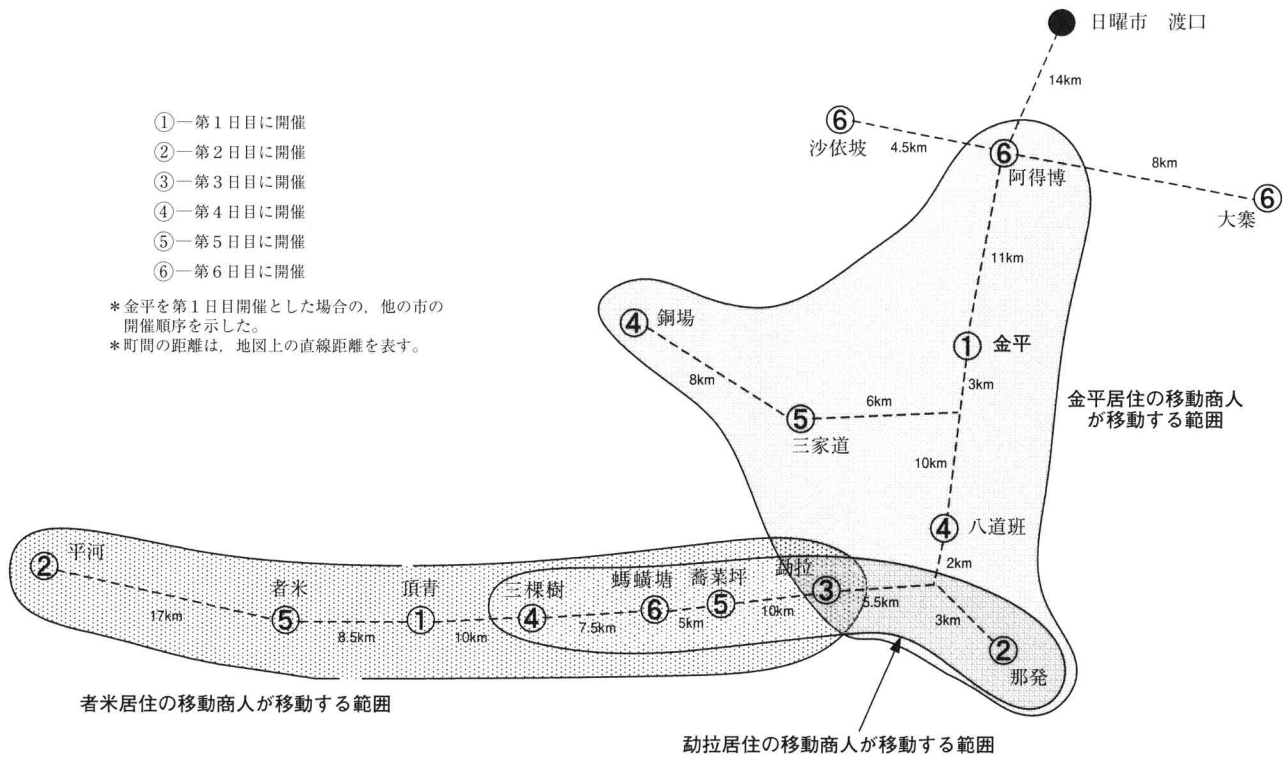 日曜市 渡口
14km
①―第1日目に開催
②―第2日目に開催
③―第3日目に開催
④―第4日目に開催
⑤―第5日目に開催
⑥―第6日目に開催
*金平を第1日目開催とした場合の，他の市の
開催順序を示した。
*町間の距離は，地図上の直線距離を表す。
⑥
沙依坡
4.5km
⑥
阿得博
8km
⑥
大寨
11km
④ 銅場
① 金平
8km
3km
6km
⑤
三家道
金平居住の移動商人
が移動する範囲
10km
④ 八道班
2km
② 平河
17km
者米
⑤
8.5km
頂青
①
10km
三棵樹
④
7.5km
螞蟥塘
⑥
5km
蕎菜坪
⑤
10km
勐拉
③
5.5km
3km
②
那発
者米居住の移動商人が移動する範囲
勐拉居住の移動商人が移動する範囲